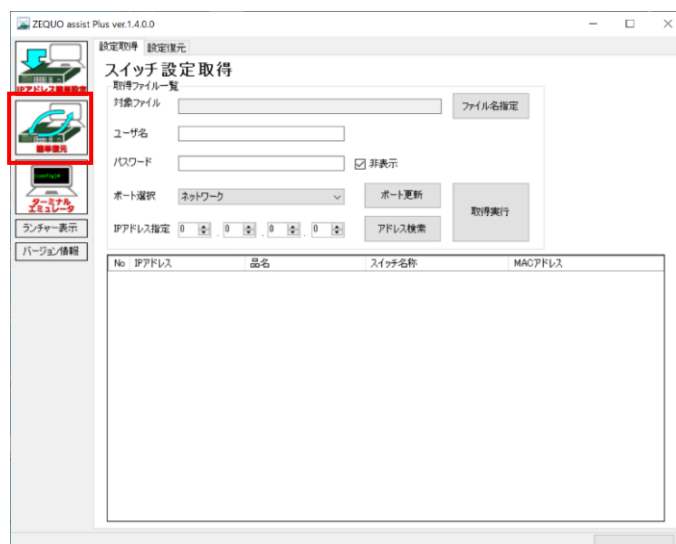 ZEQUO assist Plus ver.1.4.0.0
IPアドレス簡単設定
簡単復元
config1#
ターミナル
エミュレータ
ランチャー表示
バージョン情報
設定取得 設定復元
スイッチ設定取得
取得ファイル一覧
対象ファイル ファイル名指定
ユーザ名
パスワード 非表示
ポート選択 ネットワーク ポート更新
取得実行
IPアドレス指定 0 . 0 . 0 . 0 アドレス検索
No IPアドレス 品名 スイッチ名称 MACアドレス